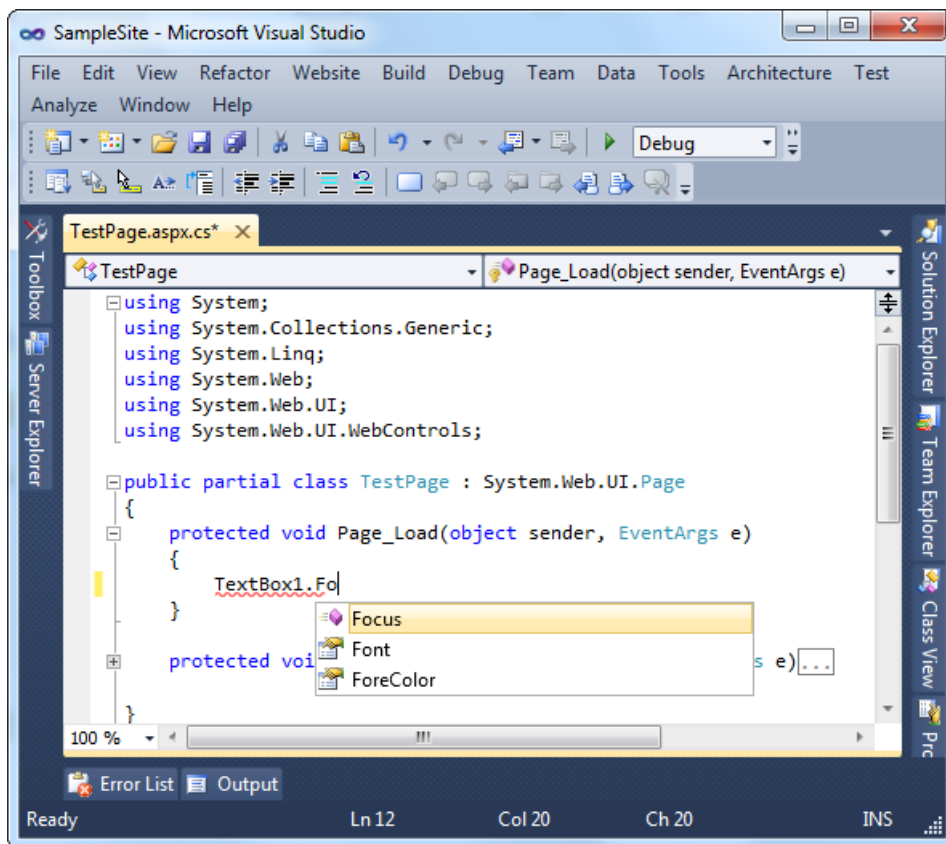 SampleSite - Microsoft Visual Studio
File Edit View Refactor Website Build Debug Team Data Tools Architecture Test
Analyze Window Help
Debug
TestPage.aspx.cs*
TestPage Page_Load(object sender, EventArgs e)
Toolbox
Server Explorer
using System;
using System.Collections.Generic;
using System.Linq;
using System.Web;
using System.Web.UI;
using System.Web.UI.WebControls;
public partial class TestPage : System.Web.UI.Page
{
protected void Page_Load(object sender, EventArgs e)
{
TextBox1.Fo
}
Focus
Font
ForeColor
protected voi s e)...
}
Solution Explorer
Team Explorer
Class View
Pro
100 %
Error List Output
Ready Ln 12 Col 20 Ch 20 INS